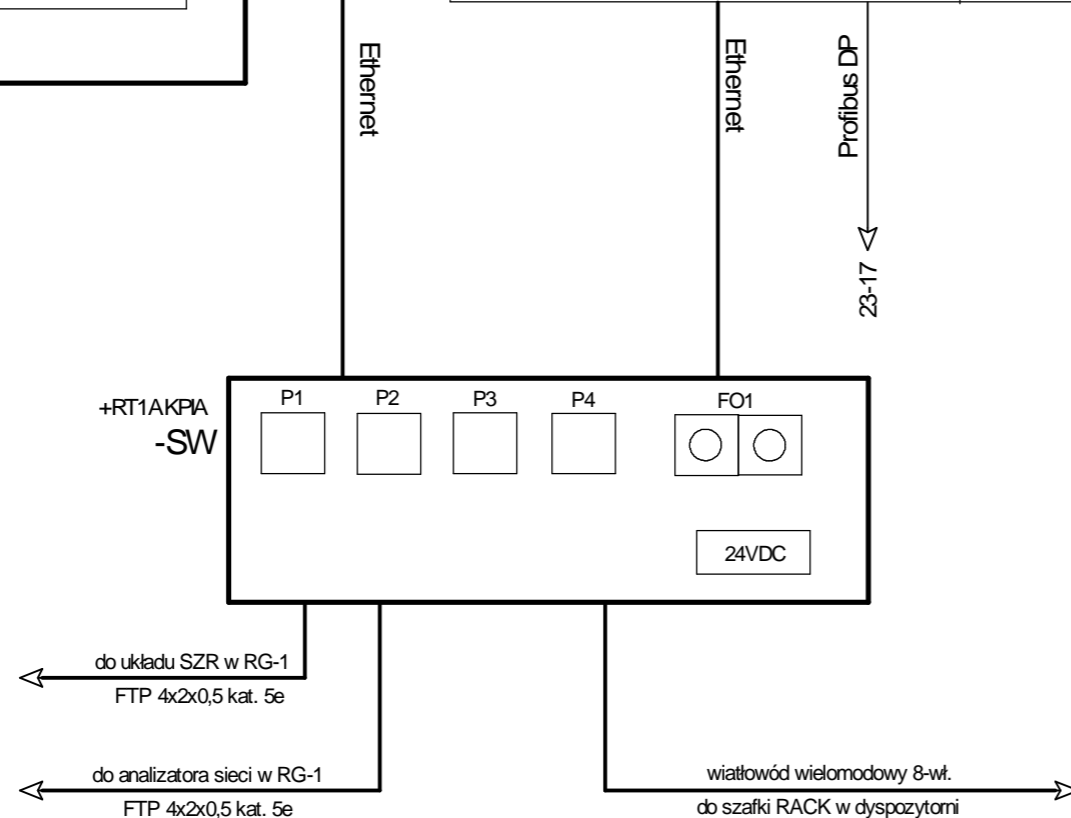 Ethernet
Ethernet
Profibus DP
23-17
+RT1AKPIA
-SW
P1
P2
P3
P4
FO1
24VDC
do układu SZR w RG-1
FTP 4x2x0,5 kat. 5e
do analizatora sieci w RG-1
FTP 4x2x0,5 kat. 5e
wiatłowód wielomodowy 8-wł.
do szafki RACK w dyspozytorni